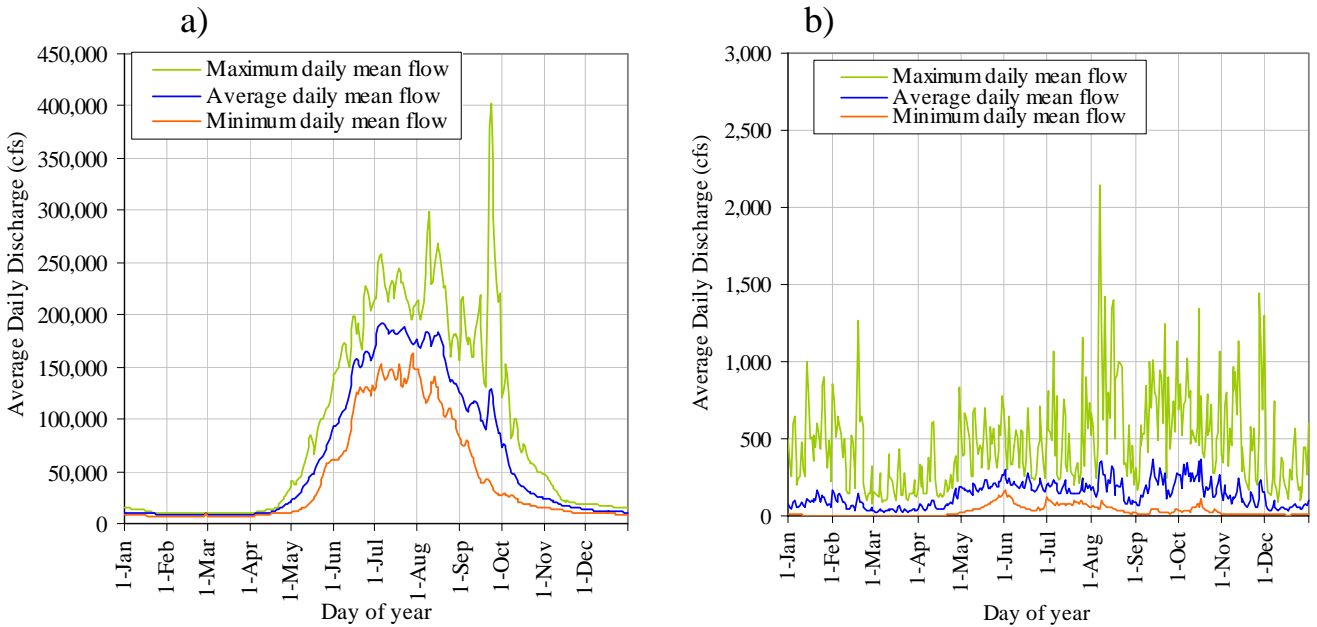 a)
450,000
400,000
350,000
300,000
250,000
200,000
150,000
100,000
50,000
0
Average Daily Discharge (cfs)
Maximum daily mean flow
Average daily mean flow
Minimum daily mean flow
1-Jan
1-Feb
1-Mar
1-Apr
1-May
1-Jun
1-Jul
1-Aug
1-Sep
1-Oct
1-Nov
1-Dec
Day of year
b)
3,000
2,500
2,000
1,500
1,000
500
0
Average Daily Discharge (cfs)
Maximum daily mean flow
Average daily mean flow
Minimum daily mean flow
1-Jan
1-Feb
1-Mar
1-Apr
1-May
1-Jun
1-Jul
1-Aug
1-Sep
1-Oct
1-Nov
1-Dec
Day of year